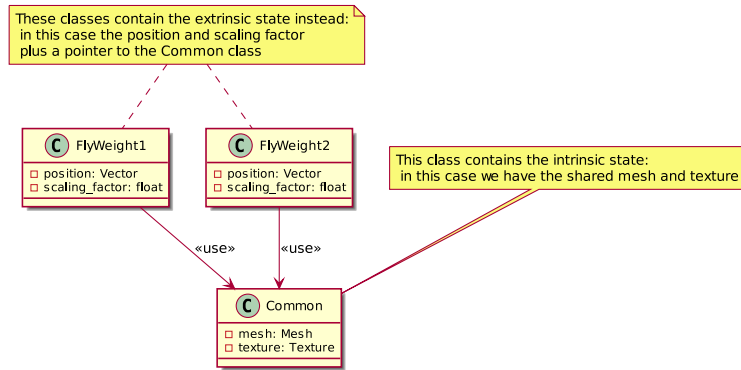 These classes contain the extrinsic state instead:
in this case the position and scaling factor
plus a pointer to the Common class
C FlyWeight1
position: Vector
scaling_factor: float
C FlyWeight2
position: Vector
scaling_factor: float
This class contains the intrinsic state:
in this case we have the shared mesh and texture
«use»
«use»
C Common
mesh: Mesh
texture: Texture